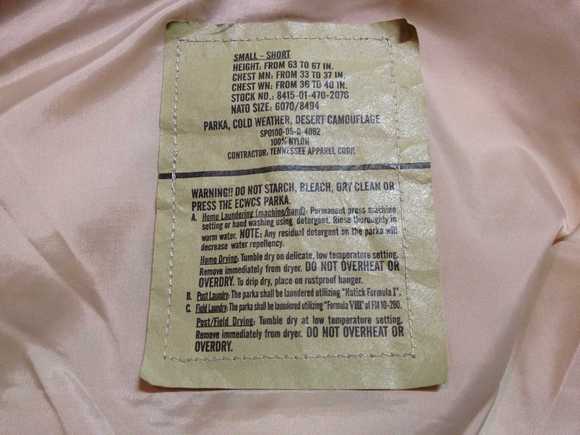 SMALL - SHORT
HEIGHT: FROM 63 TO 67 IN.
CHEST MN: FROM 33 TO 37 IN.
CHEST WN: FROM 36 TO 40 IN.
STOCK NO.: 8415-01-470-2076
NATO SIZE: 6070/8494
PARKA, COLD WEATHER, DESERT CAMOUFLAGE
SPO100-05-D-4082
100% NYLON
CONTRACTOR, TENNESSEE APPAREL CORP.
WARNING!! DO NOT STARCH, BLEACH, DRY CLEAN OR
PRESS THE ECWCS PARKA.
A. Home Laundering (machine/hand): Permanent press machine
setting or hand washing using detergent. Rinse thoroughly in
warm water. NOTE: Any residual detergent on the parka will
decrease water repellency.
Home Drying: Tumble dry on delicate, low temperature setting.
Remove immediately from dryer. DO NOT OVERHEAT OR
OVERDRY. To drip dry, place on rustproof hanger.
B. Post Laundry: The parka shall be laundered utilizing "Natick Formula I".
C. Field Laundry: The parka shall be laundered utilizing "Formula VIII," of FM 10-280.
Post/Field Drying: Tumble dry at low temperature setting.
Remove immediately from dryer. DO NOT OVERHEAT OR
OVERDRY.